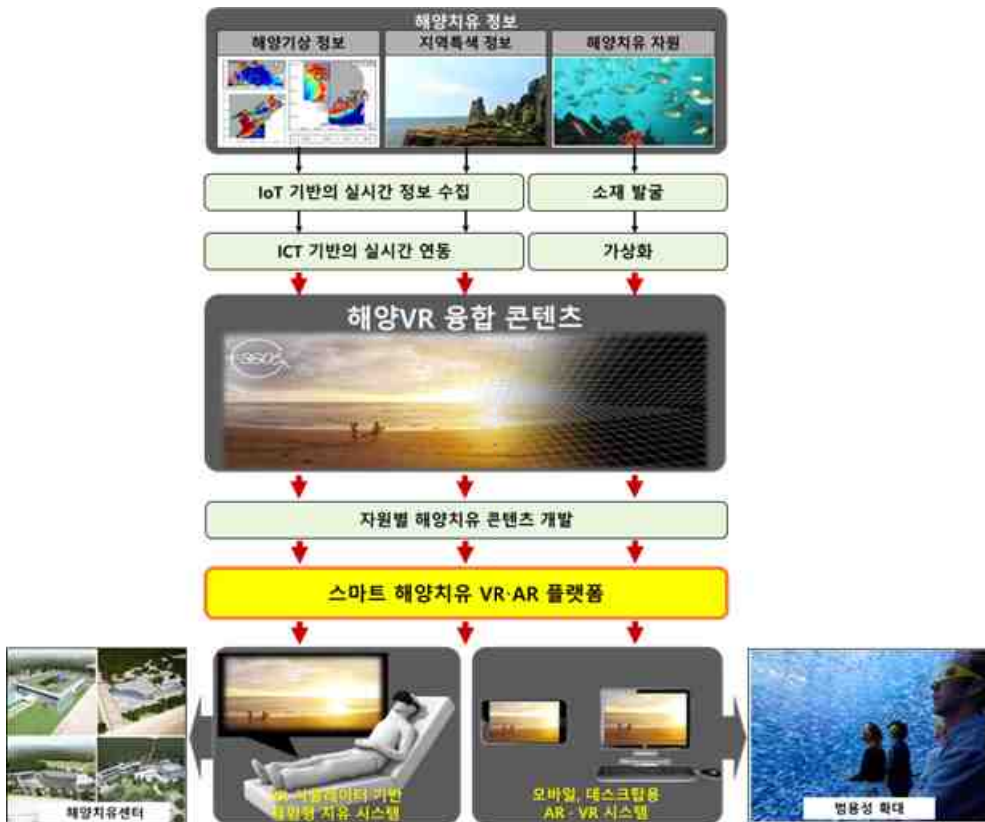 해양치유 정보
해양기상 정보
지역특색 정보
해양치유 자원
IoT 기반의 실시간 정보 수집
소재 발굴
ICT 기반의 실시간 연동
가상화
해양VR 융합 콘텐츠
360°
자원별 해양치유 콘텐츠 개발
스마트 해양치유 VR·AR 플랫폼
해양치유센터
VR 시뮬레이터 기반
체험형 치유 시스템
모바일, 데스크탑용
AR · VR 시스템
범용성 확대